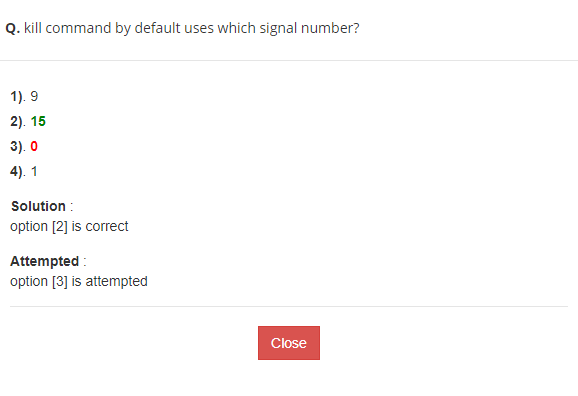 Q. kill command by default uses which signal number?
1). 9
2). 15
3). 0
4). 1
Solution :
option [2] is correct
Attempted :
option [3] is attempted
Close